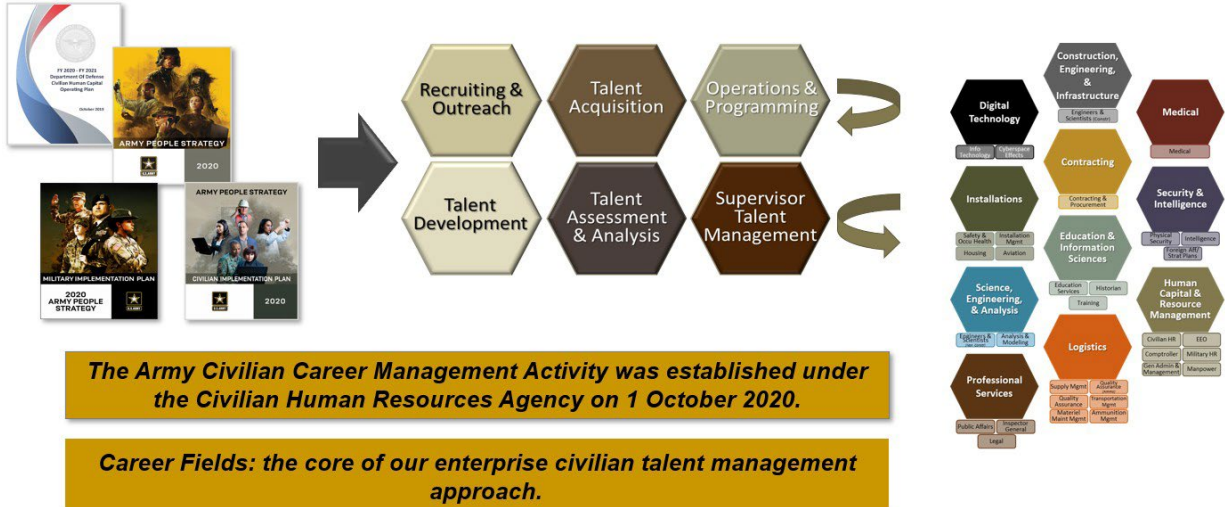 FY 2020 - FY 2021
Department Of Defense
Civilian Human Capital
Operating Plan
October 2019
ARMY PEOPLE STRATEGY
U.S. ARMY
2020
MILITARY IMPLEMENTATION PLAN
2020
ARMY PEOPLE
STRATEGY
U.S. ARMY
ARMY PEOPLE STRATEGY
CIVILIAN IMPLEMENTATION PLAN
U.S. ARMY
2020
Recruiting &
Outreach
Talent
Acquisition
Operations &
Programming
Talent
Development
Talent
Assessment
& Analysis
Supervisor
Talent
Management
The Army Civilian Career Management Activity was established under
the Civilian Human Resources Agency on 1 October 2020.
Career Fields: the core of our enterprise civilian talent management
approach.
Construction,
Engineering,
&
Infrastructure
Engineers &
Scientists
Digital
Technology
Info
Technology
Cyberspace
Effects
Medical
Medical
Contracting
Contracting &
Procurement
Installations
Safety &
Occu Health
Installation
Mgmt
Housing
Aviation
Security &
Intelligence
Physical
Security
Intelligence
Foreign Aff/
Strat Plans
Education &
Information
Sciences
Education
Services
Historian
Training
Science,
Engineering,
& Analysis
Engineers &
Scientists
Analysis &
Modeling
Human
Capital &
Resource
Management
Civilian HR
EEO
Comptroller
Military HR
Gen Admin &
Management
Manpower
Logistics
Supply Mgmt
Quality
Assurance
Quality
Assurance
Transportation
Mgmt
Materiel
Maint Mgmt
Ammunition
Mgmt
Professional
Services
Public Affairs
Inspector
General
Legal